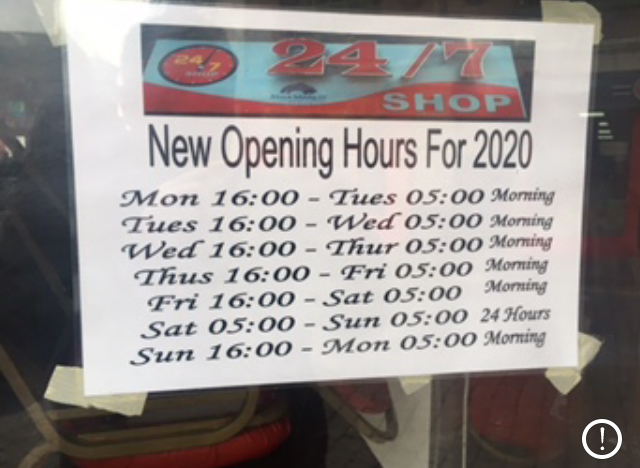 24/7
24/7
SHOP
SHOP
New Opening Hours For 2020
Mon 16:00 - Tues 05:00 Morning
Tues 16:00 - Wed 05:00 Morning
Wed 16:00 - Thur 05:00 Morning
Thus 16:00 - Fri 05:00 Morning
Fri 16:00 - Sat 05:00 Morning
Sat 05:00 - Sun 05:00 24 Hours
Sun 16:00 - Mon 05:00 Morning